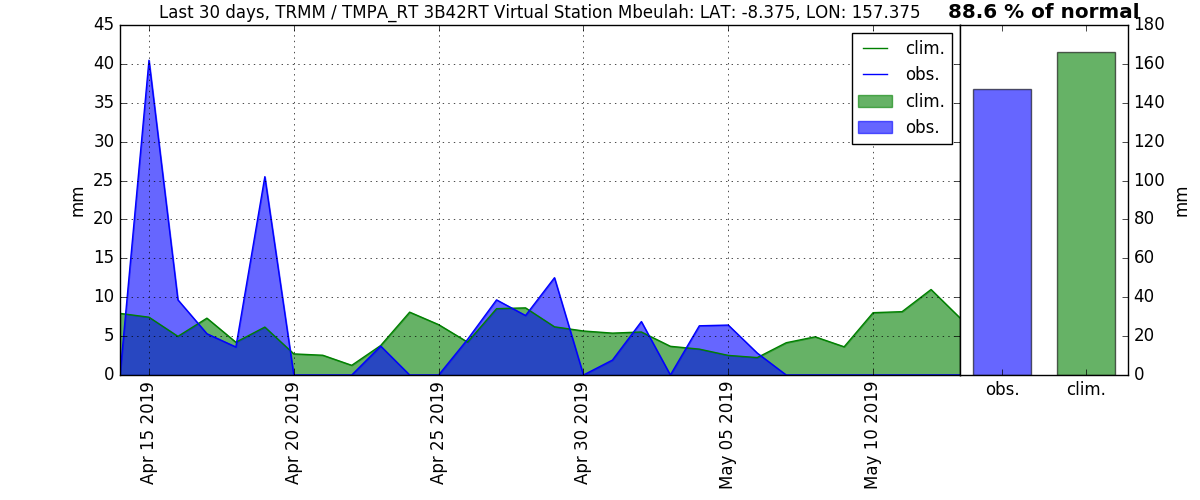 Last 30 days, TRMM / TMPA_RT 3B42RT Virtual Station Mbeulah: LAT: -8.375, LON: 157.375
88.6 % of normal
45
40
35
30
25
20
15
10
5
0
mm
clim.
obs.
clim.
obs.
Apr 15 2019
Apr 20 2019
Apr 25 2019
Apr 30 2019
May 05 2019
May 10 2019
180
160
140
120
100
80
60
40
20
0
mm
obs.
clim.